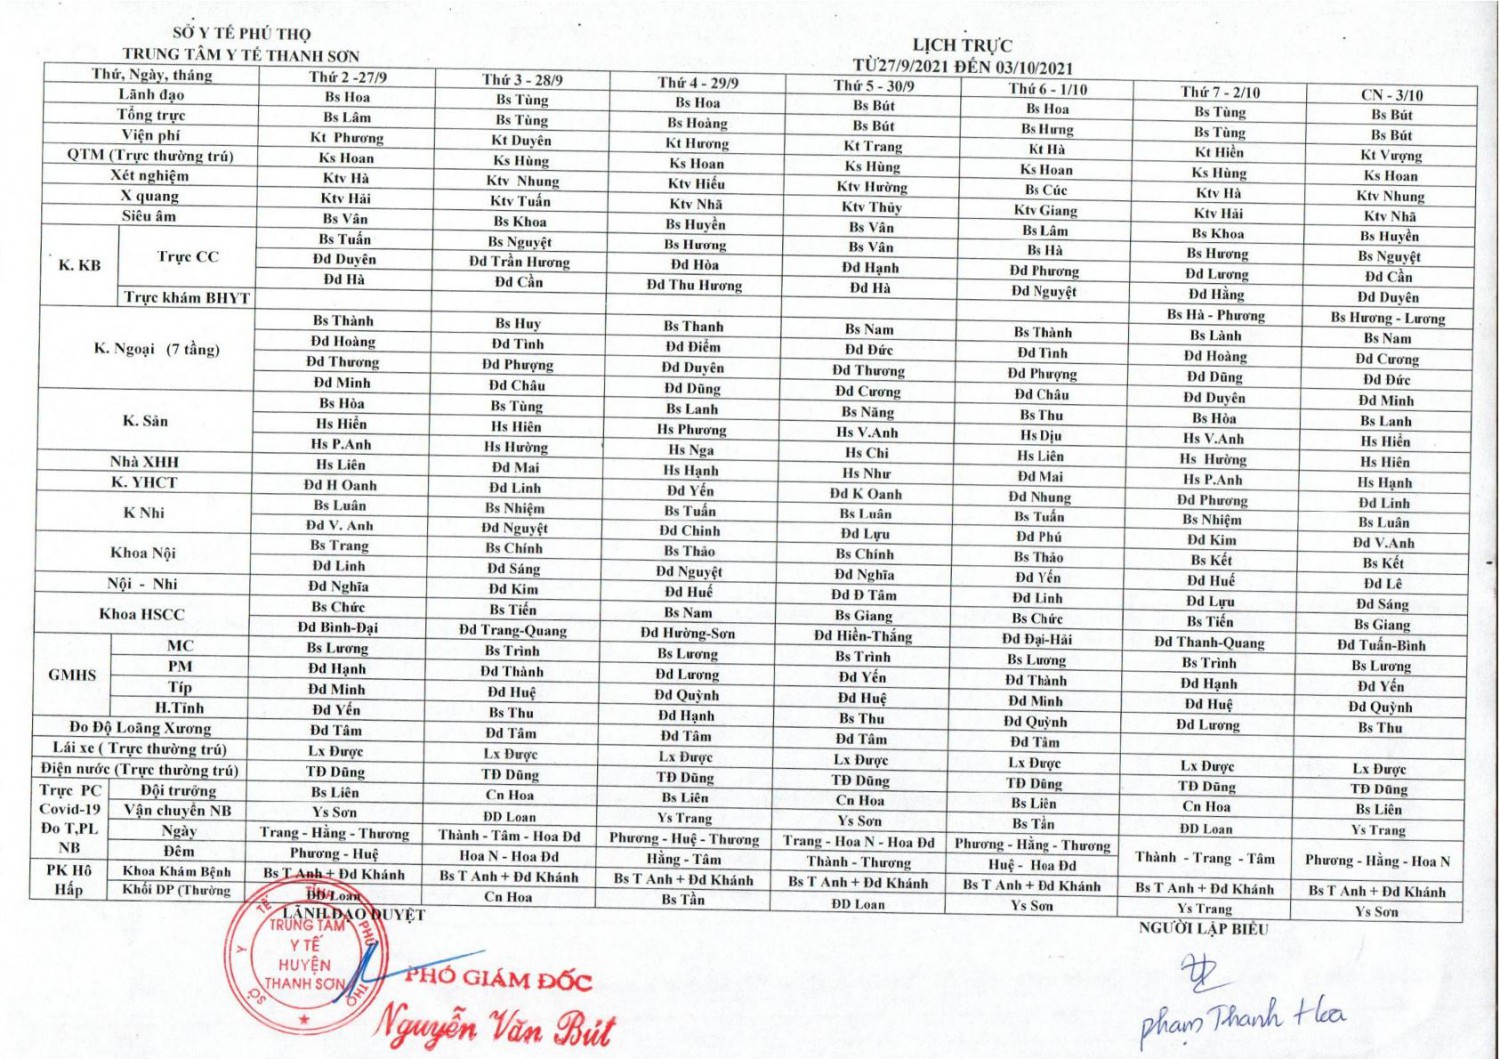 SỞ Y TẾ PHÚ THỌ
TRUNG TÂM Y TẾ THANH SƠN
LỊCH TRỰC
TỪ27/9/2021 ĐẾN 03/10/2021
Thứ, Ngày, tháng Thứ 2 -27/9 Thứ 3 - 28/9 Thứ 4 - 29/9 Thứ 5 - 30/9 Thứ 6 - 1/10 Thứ 7 - 2/10 CN - 3/10
Lãnh đạo Bs Hoa Bs Tùng Bs Hoa Bs Bút Bs Hoa Bs Tùng Bs Bút
Tổng trực Bs Lâm Bs Tùng Bs Hoàng Bs Bút Bs Hưng Bs Tùng Bs Bút
Viện phí Kt Phương Kt Duyên Kt Hương Kt Trang Kt Hà Kt Hiền Kt Vượng
QTM (Trực thường trú) Ks Hoan Ks Hùng Ks Hoan Ks Hùng Ks Hoan Ks Hùng Ks Hoan
Xét nghiệm Ktv Hà Ktv Nhung Ktv Hiếu Ktv Hường Bs Cúc Ktv Hà Ktv Nhung
X quang Ktv Hải Ktv Tuấn Ktv Nhã Ktv Thủy Ktv Giang Ktv Hải Ktv Nhã
Siêu âm Bs Vân Bs Khoa Bs Huyền Bs Vân Bs Lâm Bs Khoa Bs Huyền
K. KB Trực CC Bs Tuấn Bs Nguyệt Bs Hương Bs Vân Bs Hà Bs Hương Bs Nguyệt
Đd Duyên Đd Trần Hương Đd Hòa Đd Hạnh Đd Phương Đd Lương Đd Cần
Đd Hà Đd Cần Đd Thu Hương Đd Hà Đd Nguyệt Đd Hằng Đd Duyên
Trực khám BHYT Bs Hà - Phương Bs Hương - Lương
K. Ngoại (7 tầng) Bs Thành Bs Huy Bs Thanh Bs Nam Bs Thành Bs Lành Bs Nam
Đd Hoàng Đd Tình Đd Điểm Đd Đức Đd Tình Đd Hoàng Đd Cương
Đd Thương Đd Phượng Đd Duyên Đd Thương Đd Phượng Đd Dũng Đd Đức
Đd Minh Đd Châu Đd Dũng Đd Cương Đd Châu Đd Duyên Đd Minh
K. Sản Bs Hòa Bs Tùng Bs Lanh Bs Năng Bs Thu Bs Hòa Bs Lanh
Hs Hiền Hs Hiên Hs Phương Hs V.Anh Hs Dịu Hs V.Anh Hs Hiền
Hs P.Anh Hs Hường Hs Nga Hs Chi Hs Liên Hs Hường Hs Hiên
Nhà XHH Hs Liên Đd Mai Hs Hạnh Hs Như Đd Mai Hs P.Anh Hs Hạnh
K. YHCT Đd H Oanh Đd Linh Đd Yến Đd K Oanh Đd Nhung Đd Phương Đd Linh
K Nhi Bs Luân Bs Nhiệm Bs Tuấn Bs Luân Bs Tuấn Bs Nhiệm Bs Luân
Đd V. Anh Đd Nguyệt Đd Chinh Đd Lựu Đd Phú Đd Kim Đd V.Anh
Khoa Nội Bs Trang Bs Chính Bs Thảo Bs Chính Bs Thảo Bs Kết Bs Kết
Đd Linh Đd Sáng Đd Nguyệt Đd Nghĩa Đd Yến Đd Huế Đd Lê
Nội - Nhi Đd Nghĩa Đd Kim Đd Huế Đd Đ Tâm Đd Linh Đd Lựu Đd Sáng
Khoa HSCC Bs Chức Bs Tiến Bs Nam Bs Giang Bs Chức Bs Tiến Bs Giang
Đd Bình-Đại Đd Trang-Quang Đd Hường-Sơn Đd Hiền-Thắng Đd Đại-Hải Đd Thanh-Quang Đd Tuấn-Bình
GMHS MC Bs Lương Bs Trình Bs Lương Bs Trình Bs Lương Bs Trình Bs Lương
PM Đd Hạnh Đd Thành Đd Lương Đd Yến Đd Thành Đd Hạnh Đd Yến
Típ Đd Minh Đd Huệ Đd Quỳnh Đd Huệ Đd Minh Đd Huệ Đd Quỳnh
H.Tỉnh Đd Yến Bs Thu Đd Hạnh Bs Thu Đd Quỳnh Đd Lương Bs Thu
Đo Độ Loãng Xương Đd Tâm Đd Tâm Đd Tâm Đd Tâm Đd Tâm
Lái xe ( Trực thường trú) Lx Được Lx Được Lx Được Lx Được Lx Được Lx Được Lx Được
Điện nước (Trực thường trú) TĐ Dũng TĐ Dũng TĐ Dũng TĐ Dũng TĐ Dũng TĐ Dũng TĐ Dũng
Trực PC Đội trưởng Bs Liên Cn Hoa Bs Liên Cn Hoa Bs Liên Cn Hoa Bs Liên
Covid-19 Vận chuyển NB Ys Sơn ĐD Loan Ys Trang Ys Sơn Bs Tần ĐD Loan Ys Trang
Đo T,PL Ngày Trang - Hằng - Thương Thành - Tâm - Hoa Đd Phương - Huệ - Thương Trang - Hoa N - Hoa Đd Phương - Hằng - Thương Thành - Trang - Tâm Phương - Hằng - Hoa N
NB Đêm Phương - Huệ Hoa N - Hoa Đd Hằng - Tâm Thành - Thương Huệ - Hoa Đd
PK Hô Khoa Khám Bệnh Bs T Anh + Đd Khánh Bs T Anh + Đd Khánh Bs T Anh + Đd Khánh Bs T Anh + Đd Khánh Bs T Anh + Đd Khánh Bs T Anh + Đd Khánh Bs T Anh + Đd Khánh
Hấp Khối DP (Thường ĐD Loan Cn Hoa Bs Tần ĐD Loan Ys Sơn Ys Trang Ys Sơn
LÃNH ĐẠO DUYỆT
NGƯỜI LẬP BIỂU
SỞ Y TẾ TỈNH PHÚ THỌ
TRUNG TÂM
Y TẾ
HUYỆN
THANH SƠN
PHÓ GIÁM ĐỐC
Nguyễn Văn Bút
Phạm Thanh Hoa